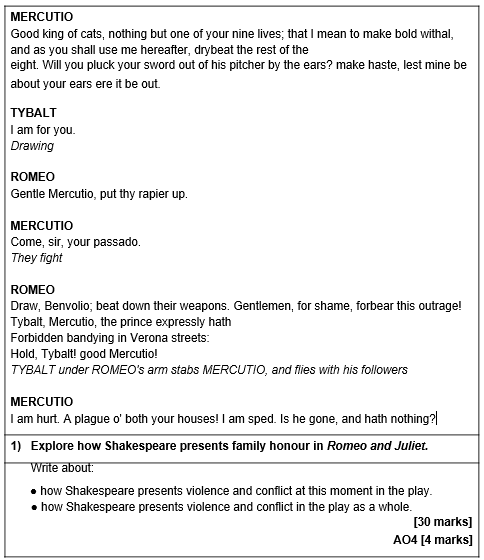 MERCUTIO
Good king of cats, nothing but one of your nine lives; that I mean to make bold withal,
and as you shall use me hereafter, drybeat the rest of the
eight. Will you pluck your sword out of his pitcher by the ears? make haste, lest mine be
about your ears ere it be out.
TYBALT
I am for you.
Drawing
ROMEO
Gentle Mercutio, put thy rapier up.
MERCUTIO
Come, sir, your passado.
They fight
ROMEO
Draw, Benvolio; beat down their weapons. Gentlemen, for shame, forbear this outrage!
Tybalt, Mercutio, the prince expressly hath
Forbidden bandying in Verona streets:
Hold, Tybalt! good Mercutio!
TYBALT under ROMEO's arm stabs MERCUTIO, and flies with his followers
MERCUTIO
I am hurt. A plague o' both your houses! I am sped. Is he gone, and hath nothing?
1) Explore how Shakespeare presents family honour in Romeo and Juliet.
Write about:
● how Shakespeare presents violence and conflict at this moment in the play.
● how Shakespeare presents violence and conflict in the play as a whole.
[30 marks]
AO4 [4 marks]